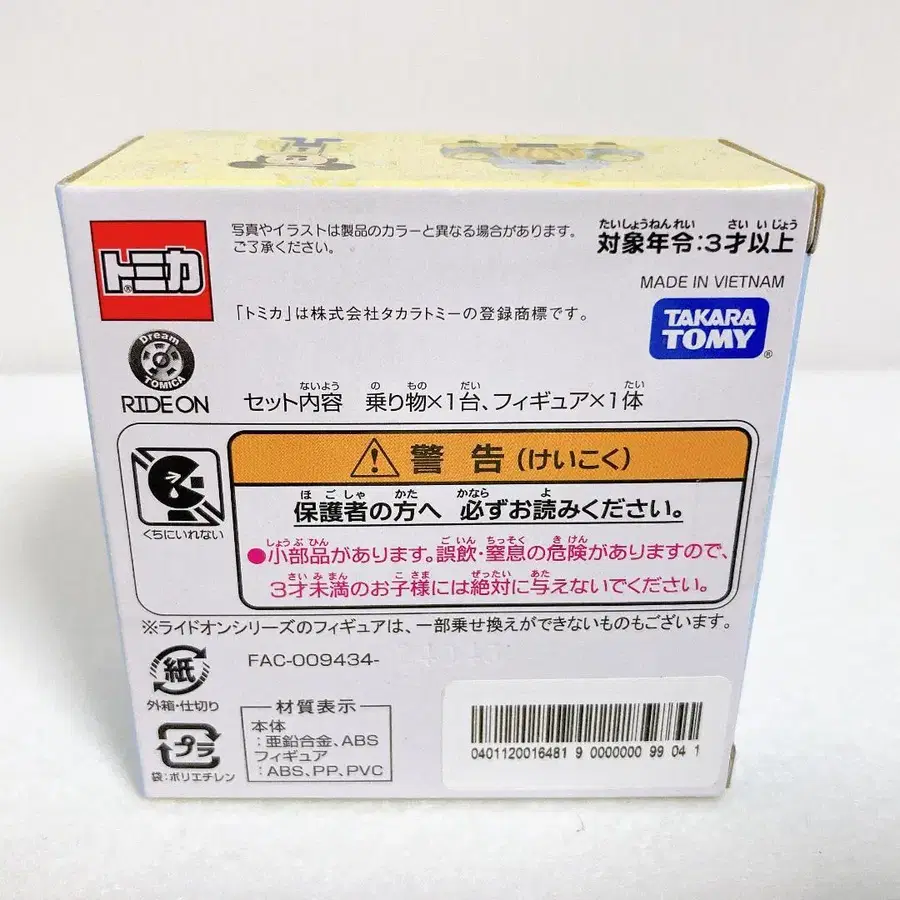 トミカ®
写真やイラストは製品のカラーと異なる場合があります。
ご了承ください。
たいしょうねんれい さいいじょう
対象年令:3才以上
MADE IN VIETNAM
「トミカ」は株式会社タカラトミーの登録商標です。
TAKARA
TOMY®
Dream
TOMICA
RIDE ON
ないよう の もの だい たい
セット内容 乗り物×1台、フィギュア×1体
警告(けいこく)
ほごしゃ かた かなら よ
保護者の方へ 必ずお読みください。
くちにいれない
しょうぶひん ごいん ちっそく きけん
●小部品があります。誤飲・窒息の危険がありますので、
さいみまん こさま ぜったい あた
3才未満のお子様には絶対に与えないでください。
※ライドオンシリーズのフィギュアは、一部乗せ換えができないものもございます。
紙
外箱・仕切り
FAC-009434-
プラ
袋:ポリエチレン
材質表示
本体
:亜鉛合金、ABS
フィギュア
:ABS、PP、PVC
0401120016481 9 0000000 99 04 1